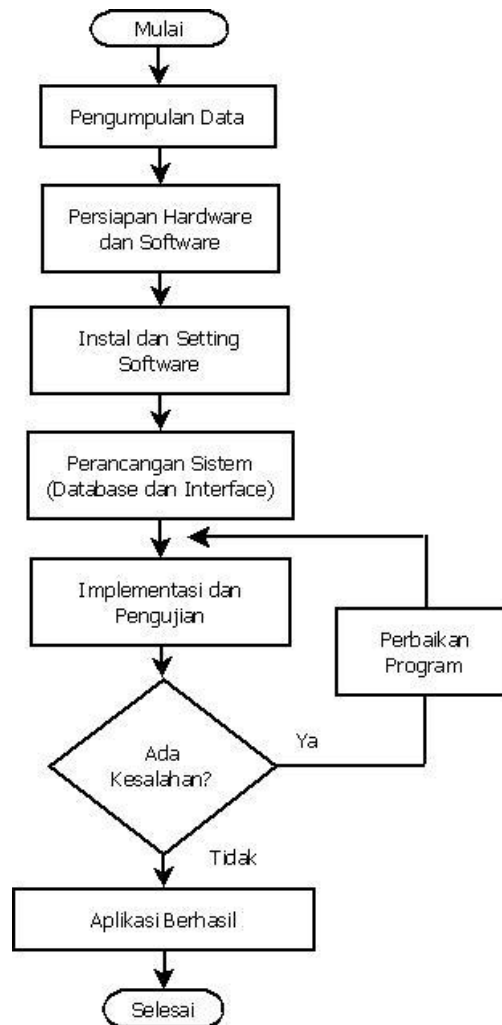 Mulai
Pengumpulan Data
Persiapan Hardware
dan Software
Instal dan Setting
Software
Perancangan Sistem
(Database dan Interface)
Implementasi dan
Pengujian
Perbaikan
Program
Ada
Kesalahan?
Ya
Tidak
Aplikasi Berhasil
Selesai